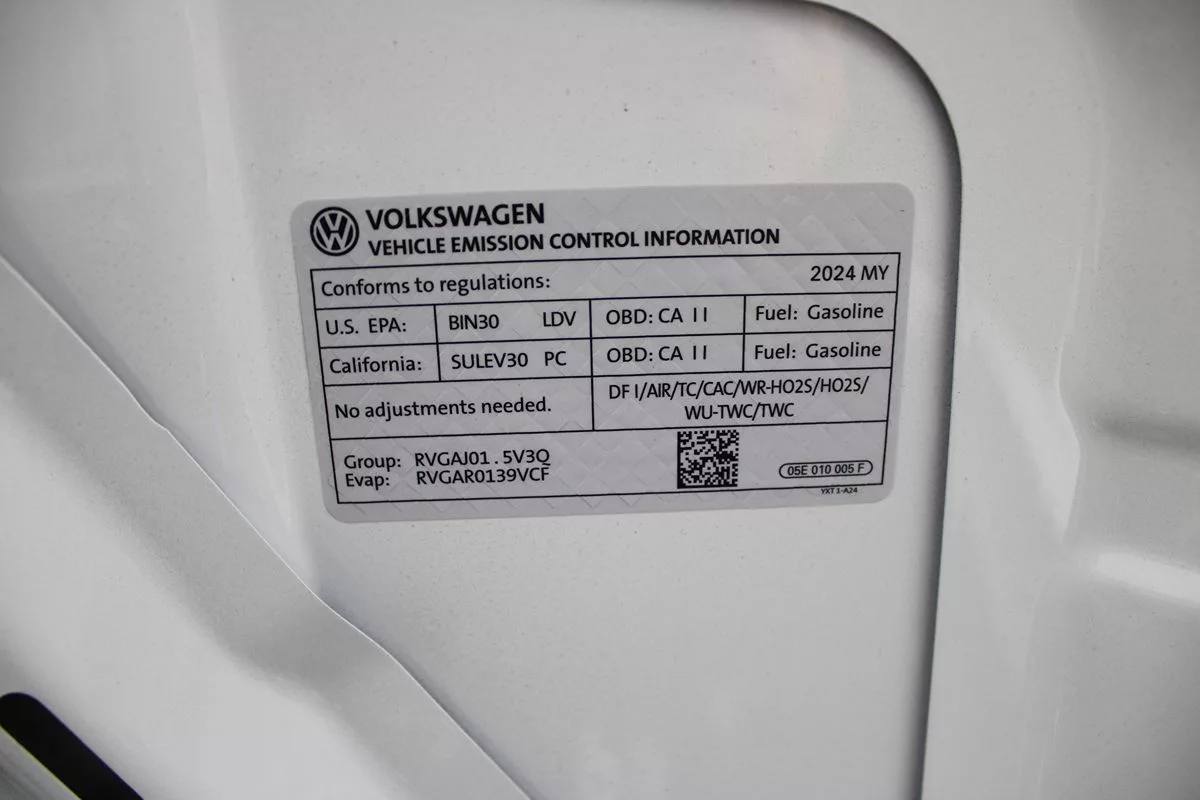 VOLKSWAGEN
VEHICLE EMISSION CONTROL INFORMATION
Conforms to regulations: 2024 MY
U.S. EPA: BIN30 LDV OBD: CA II Fuel: Gasoline
California: SULEV30 PC OBD: CA II Fuel: Gasoline
No adjustments needed. DF I/AIR/TC/CAC/WR-HO2S/HO2S/
WU-TWC/TWC
Group: RVGAJ01.5V3Q
Evap: RVGAR0139VCF
05E 010 005 F
YXT 1-A24